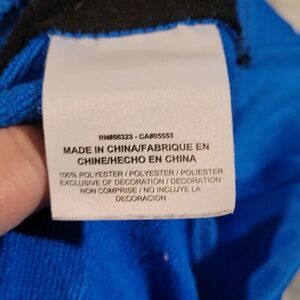 RN#56323 - CA#05553
MADE IN CHINA/FABRIQUE EN
CHINE/HECHO EN CHINA
100% POLYESTER / POLYESTER / POLIESTER
EXCLUSIVE OF DECORATION / DECORATION
NON COMPRISE / NO INCLUYE LA
DECORACION